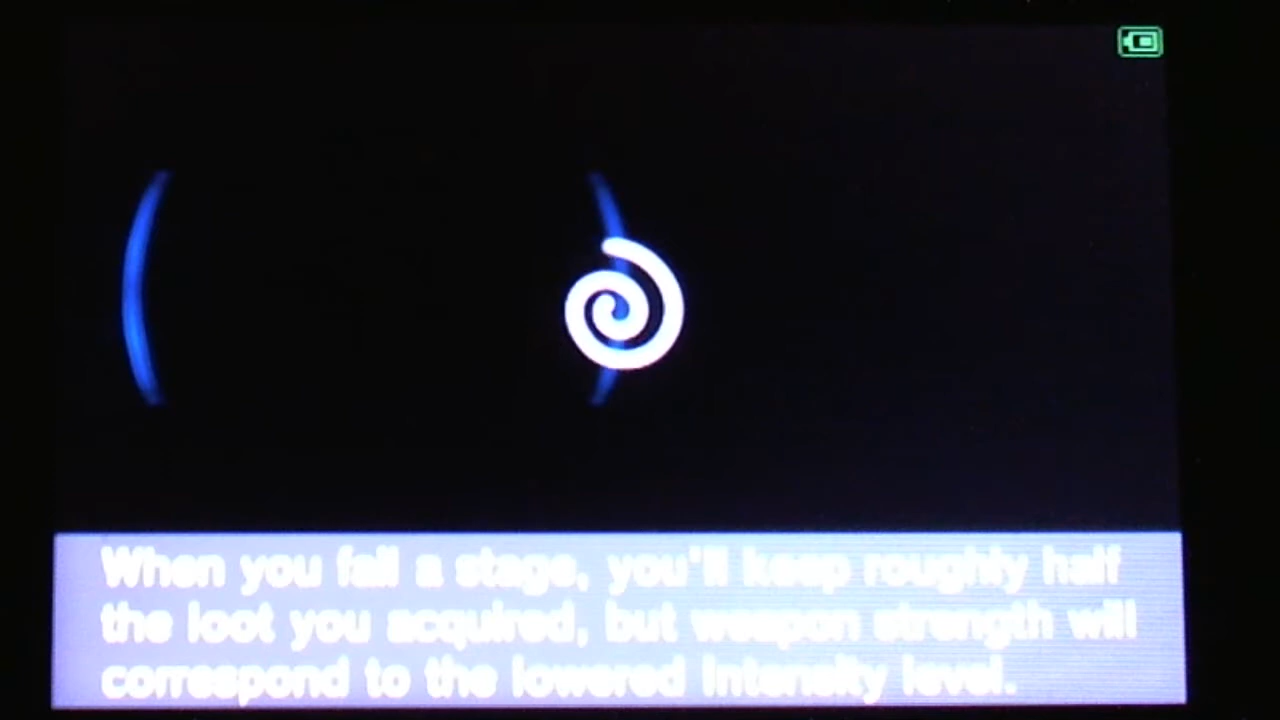 When you fail a stage, you'll keep roughly half
the loot you acquired, but weapon strength will
correspond to the lowered intensity level.